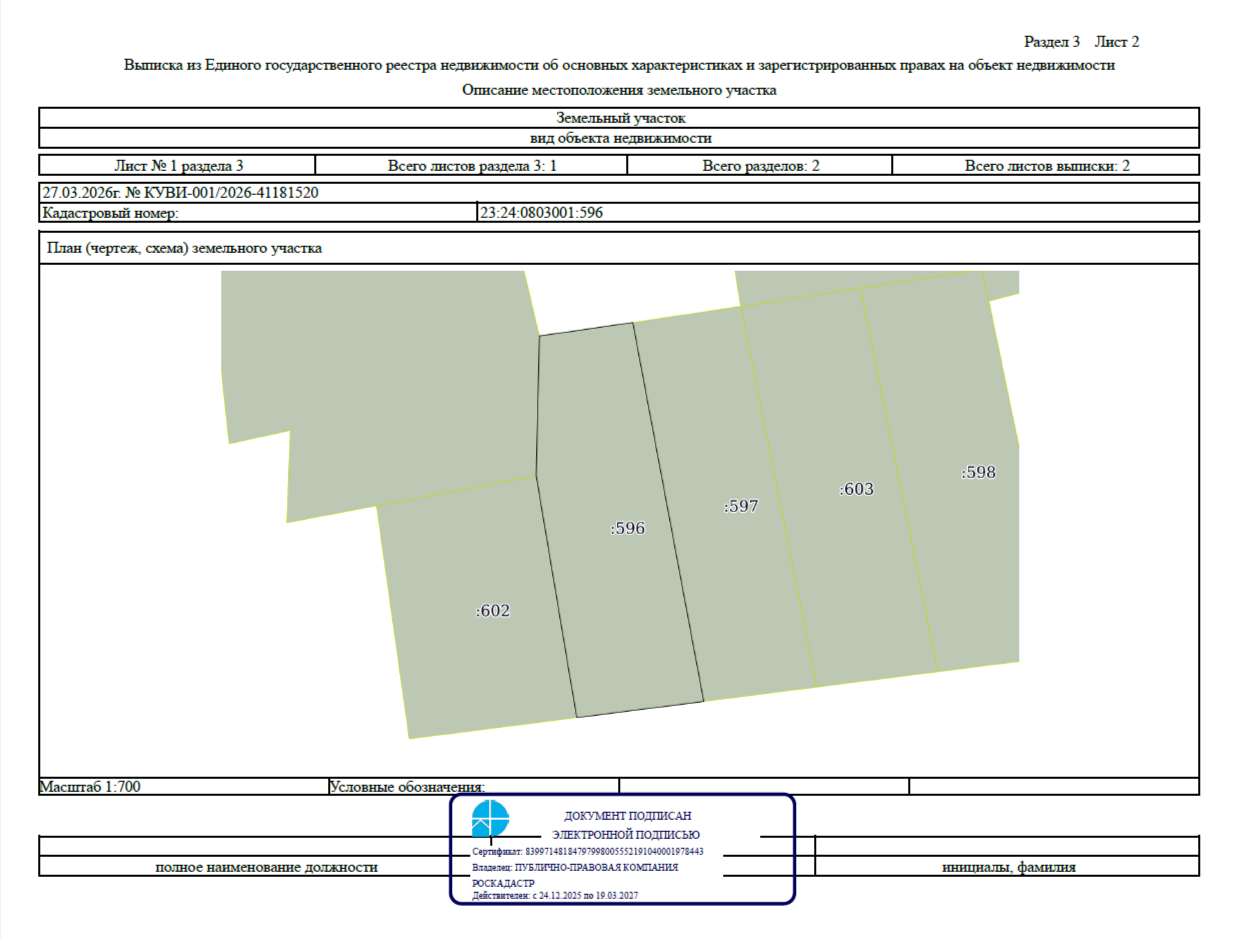 Раздел 3 Лист 2
Выписка из Единого государственного реестра недвижимости об основных характеристиках и зарегистрированных правах на объект недвижимости
Описание местоположения земельного участка
Земельный участок
вид объекта недвижимости
Лист № 1 раздела 3 Всего листов раздела 3: 1 Всего разделов: 2 Всего листов выписки: 2
27.03.2026г. № КУВИ-001/2026-41181520
Кадастровый номер: 23:24:0803001:596
План (чертеж, схема) земельного участка
:598
:603
:597
:596
:602
Масштаб 1:700 Условные обозначения:
ДОКУМЕНТ ПОДПИСАН
ЭЛЕКТРОННОЙ ПОДПИСЬЮ
Сертификат: 83997148184797998005552191040001978443
Владелец: ПУБЛИЧНО-ПРАВОВАЯ КОМПАНИЯ
РОСКАДАСТР
Действителен: с 24.12.2025 по 19.03.2027
полное наименование должности инициалы, фамилия